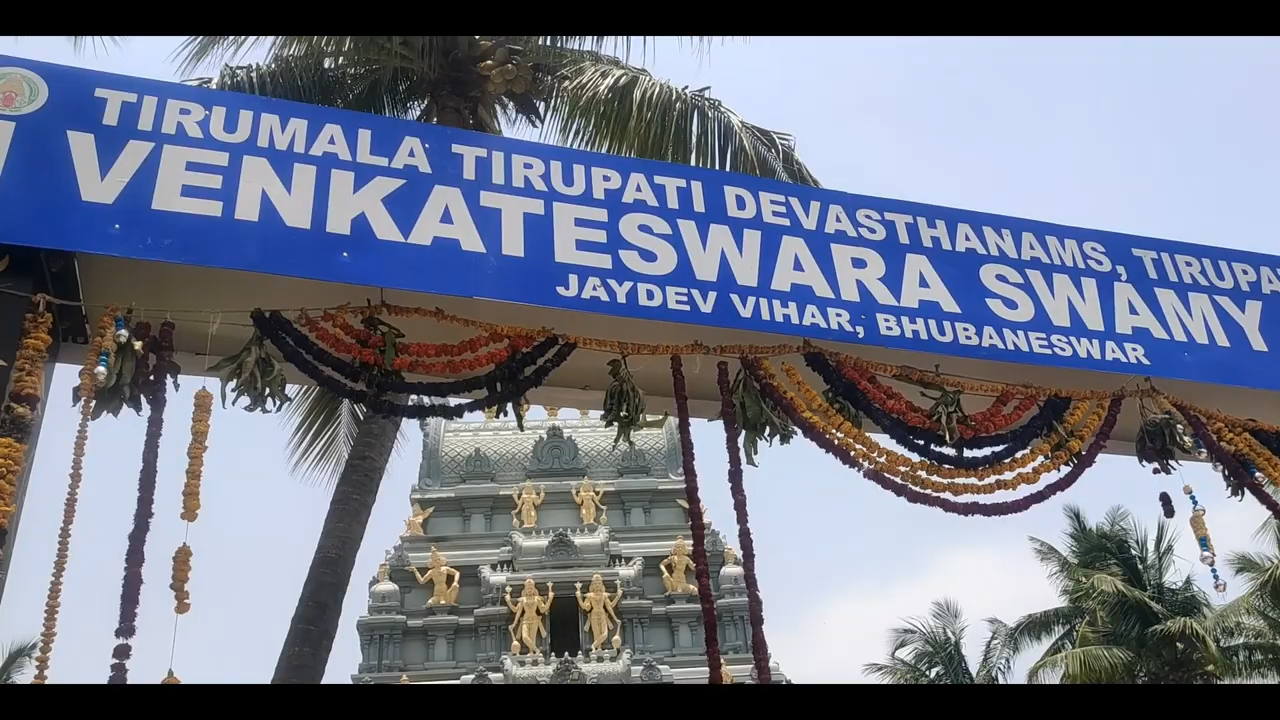 TIRUMALA TIRUPATI DEVASTHANAMS,
VENKATESWARA SWAMY
JAYDEV VIHAR, BHUBANESWAR